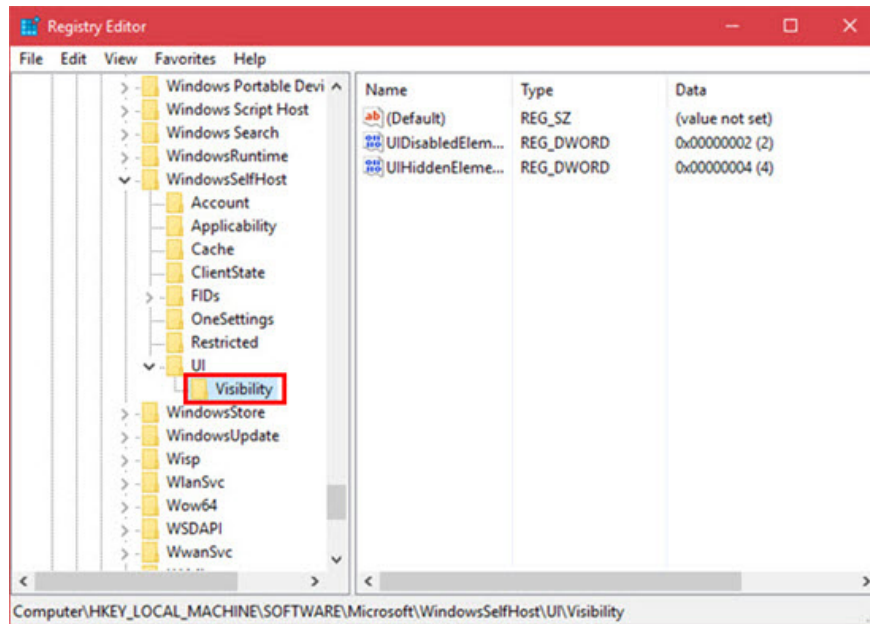 Registry Editor
File Edit View Favorites Help
Windows Portable Devi
Windows Script Host
Windows Search
WindowsRuntime
WindowsSelfHost
Account
Applicability
Cache
ClientState
FIDs
OneSettings
Restricted
UI
Visibility
WindowsStore
WindowsUpdate
Wisp
WlanSvc
Wow64
WSDAPI
WwanSvc
Name Type Data
ab (Default) REG_SZ (value not set)
UIDisabledElem... REG_DWORD 0x00000002 (2)
UIHiddenEleme... REG_DWORD 0x00000004 (4)
Computer\HKEY_LOCAL_MACHINE\SOFTWARE\Microsoft\WindowsSelfHost\UI\Visibility